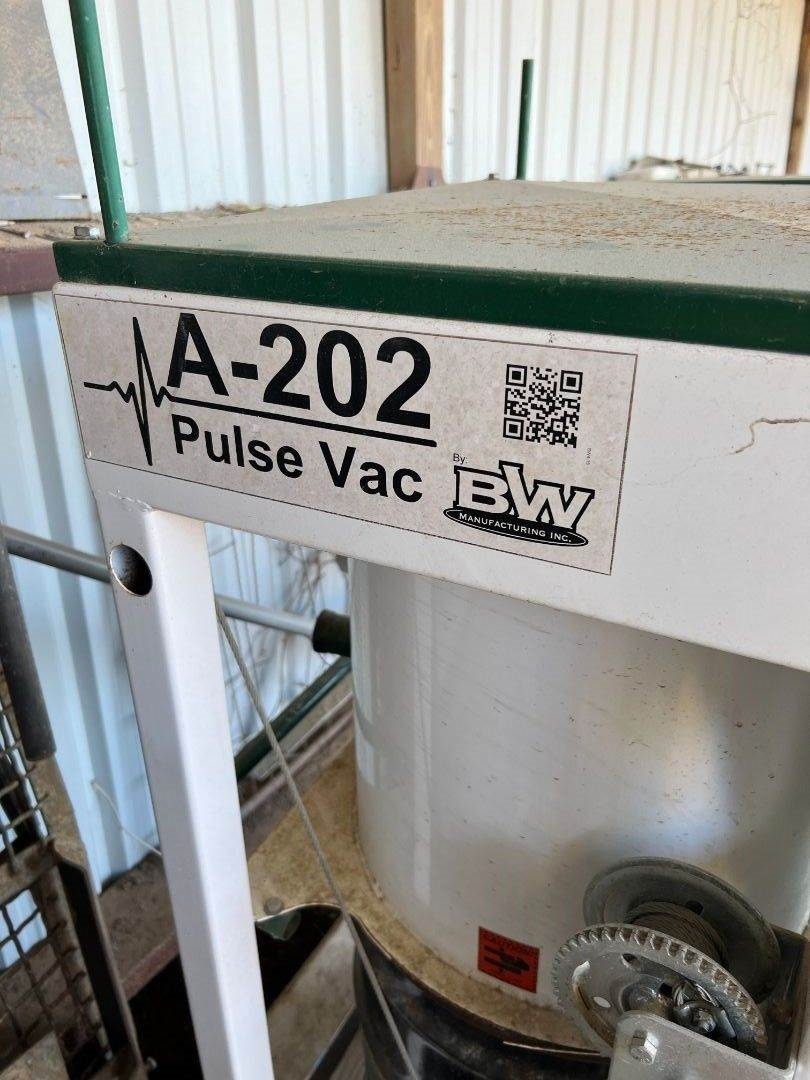 A-202
Pulse Vac
By:
BW
MANUFACTURING INC.